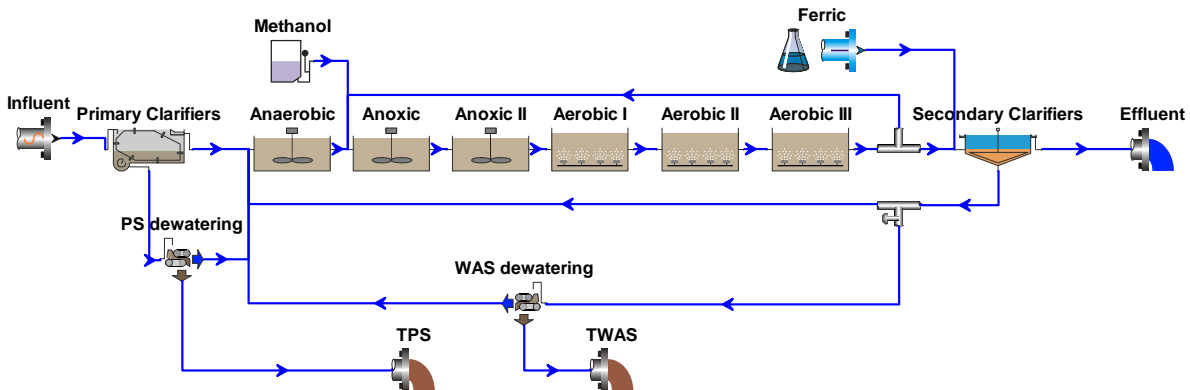 Methanol
Ferric
Influent
Primary Clarifiers
Anaerobic
Anoxic
Anoxic II
Aerobic I
Aerobic II
Aerobic III
Secondary Clarifiers
Effluent
PS dewatering
WAS dewatering
TPS
TWAS